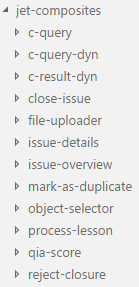 jet-composites
c-query
c-query-dyn
c-result-dyn
close-issue
file-uploader
issue-details
issue-overview
mark-as-duplicate
object-selector
process-lesson
qia-score
reject-closure